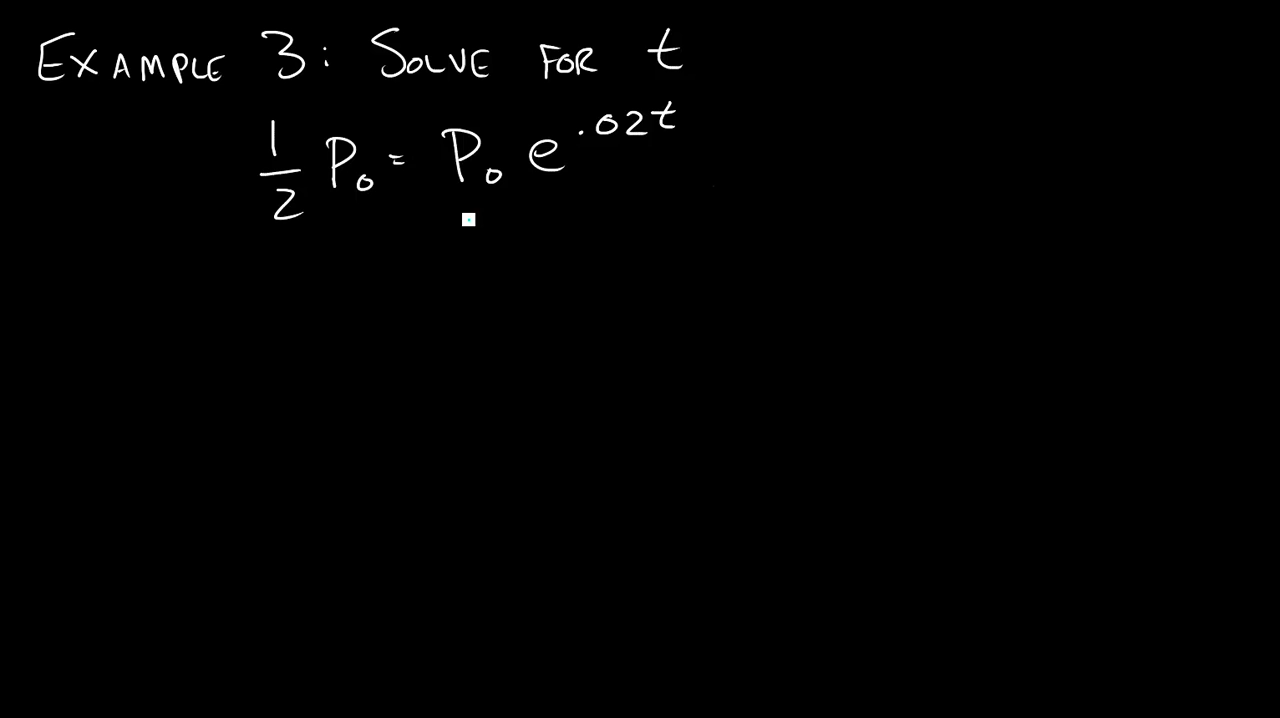 EXAMPLE 3: SOLVE FOR t
1/2 P₀ = P₀ e^.02t